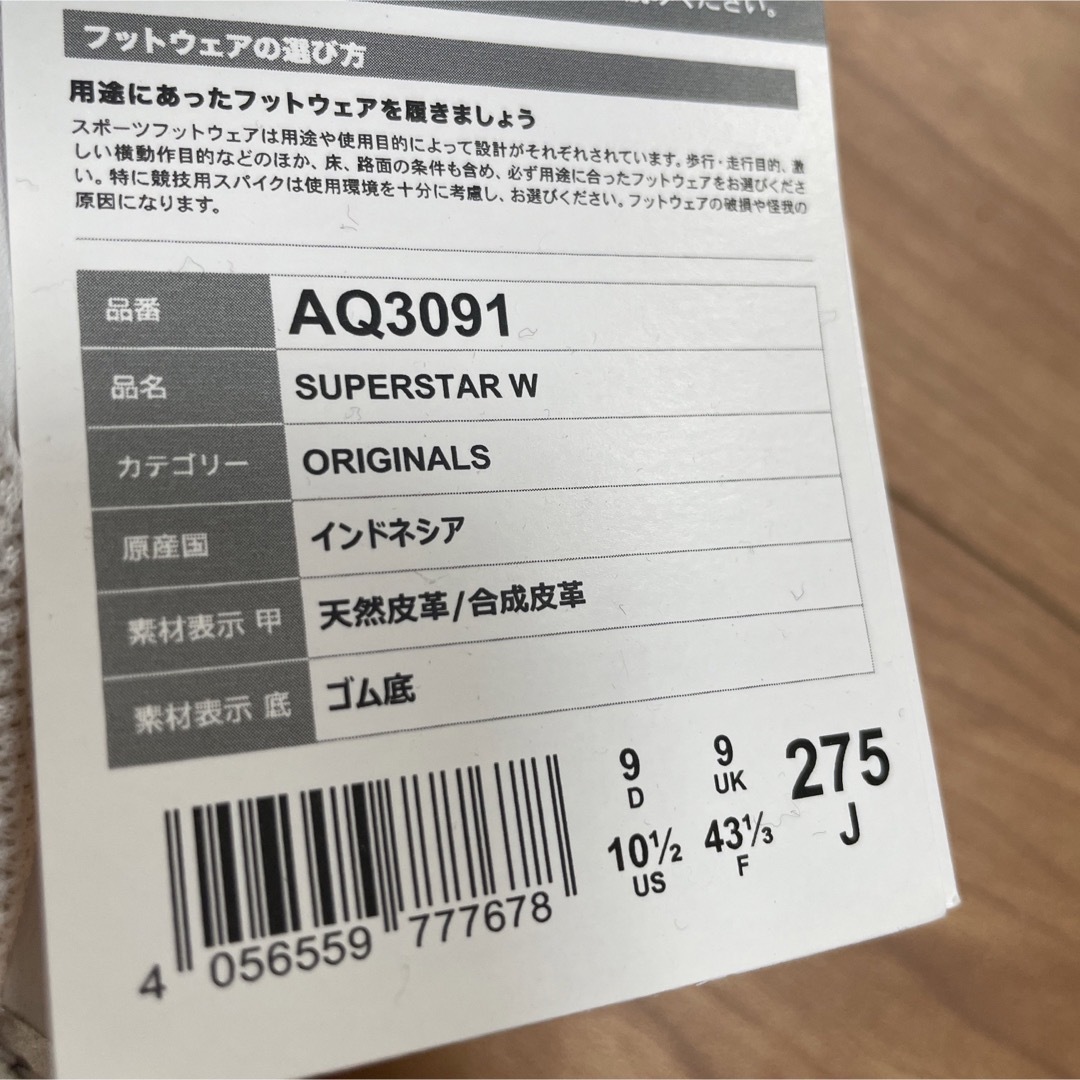 ください。
フットウェアの選び方
用途にあったフットウェアを履きましょう
スポーツフットウェアは用途や使用目的によって設計がそれぞれされています。歩行・走行目的、激
しい横動作目的などのほか、床、路面の条件も含め、必ず用途に合ったフットウェアをお選びくださ
い。特に競技用スパイクは使用環境を十分に考慮し、お選びください。フットウェアの破損や怪我の
原因になります。
品番 AQ3091
品名 SUPERSTAR W
カテゴリー ORIGINALS
原産国 インドネシア
素材表示 甲 天然皮革/合成皮革
素材表示 底 ゴム底
9 9 275
D UK J
10½ 43⅓
US F
4 056559 777678